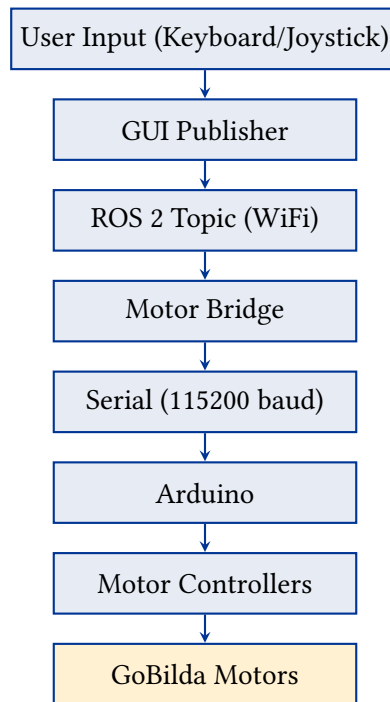 User Input (Keyboard/Joystick)
GUI Publisher
ROS 2 Topic (WiFi)
Motor Bridge
Serial (115200 baud)
Arduino
Motor Controllers
GoBilda Motors